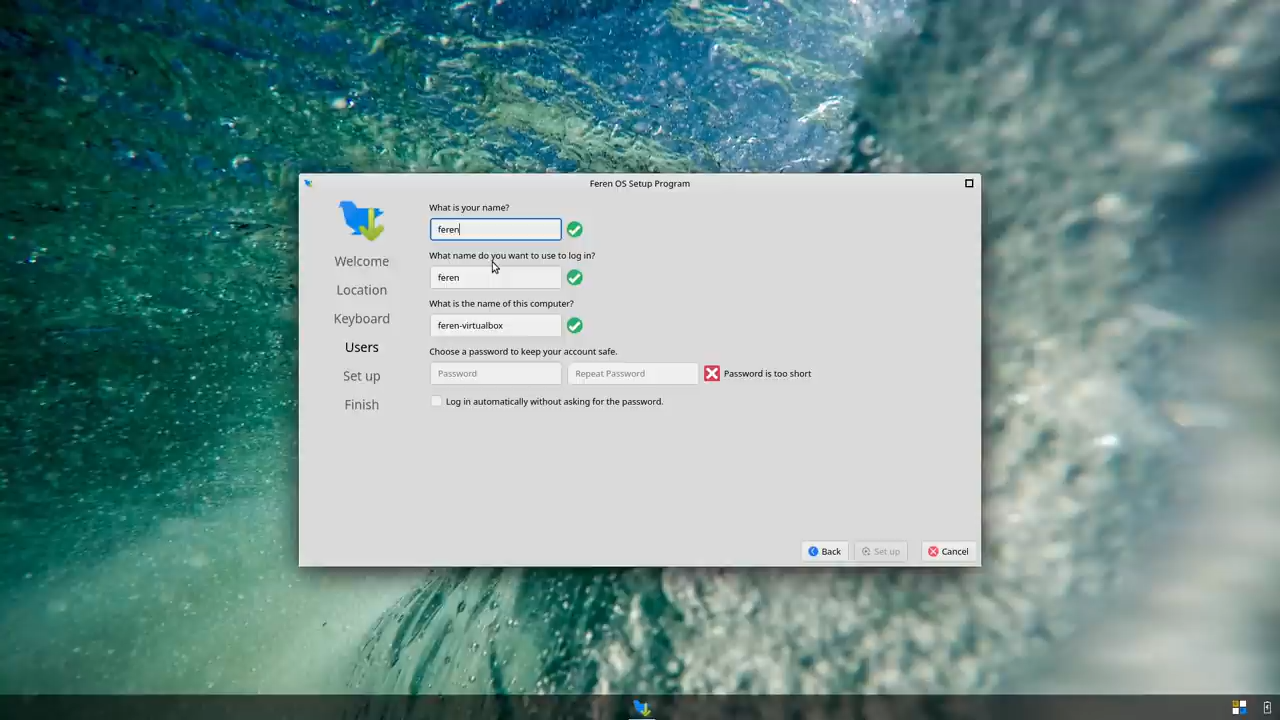 Feren OS Setup Program
Welcome
Location
Keyboard
Users
Set up
Finish
What is your name?
feren
What name do you want to use to log in?
feren
What is the name of this computer?
feren-virtualbox
Choose a password to keep your account safe.
Password Repeat Password Password is too short
Log in automatically without asking for the password.
Back Set up Cancel